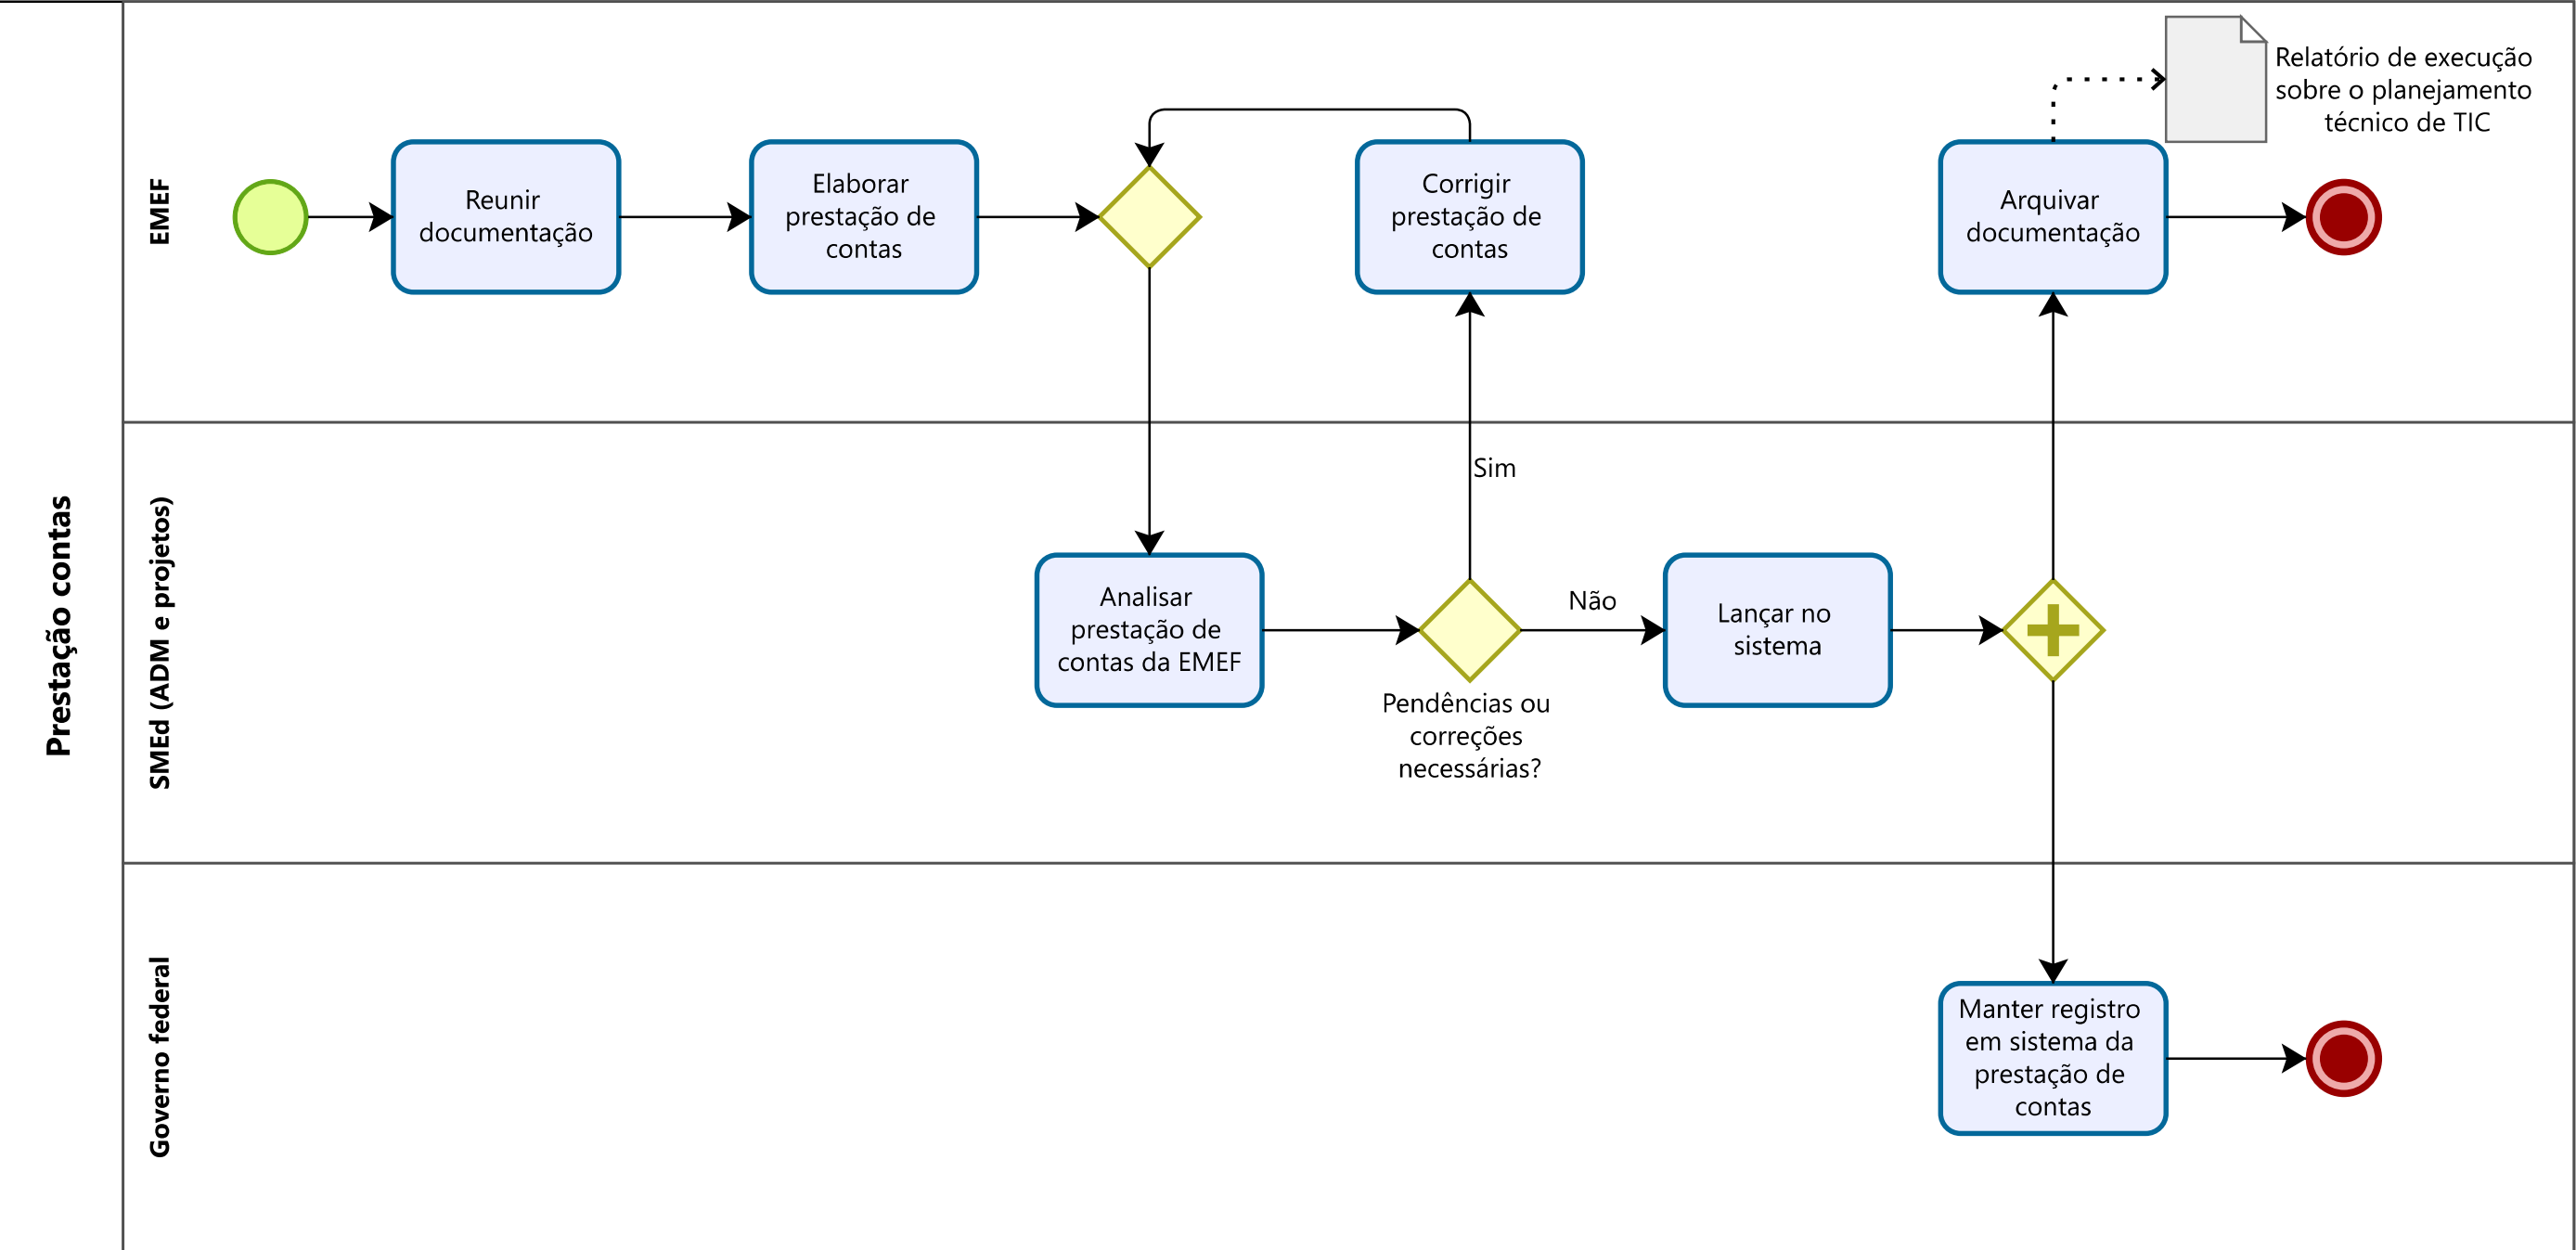 Prestação contas
EMEF
Reunir
documentação
Elaborar
prestação de
contas
Corrigir
prestação de
contas
Arquivar
documentação
Relatório de execução
sobre o planejamento
técnico de TIC
SMEd (ADM e projetos)
Analisar
prestação de
contas da EMEF
Sim
Pendências ou
correções
necessárias?
Não
Lançar no
sistema
Governo federal
Manter registro
em sistema da
prestação de
contas